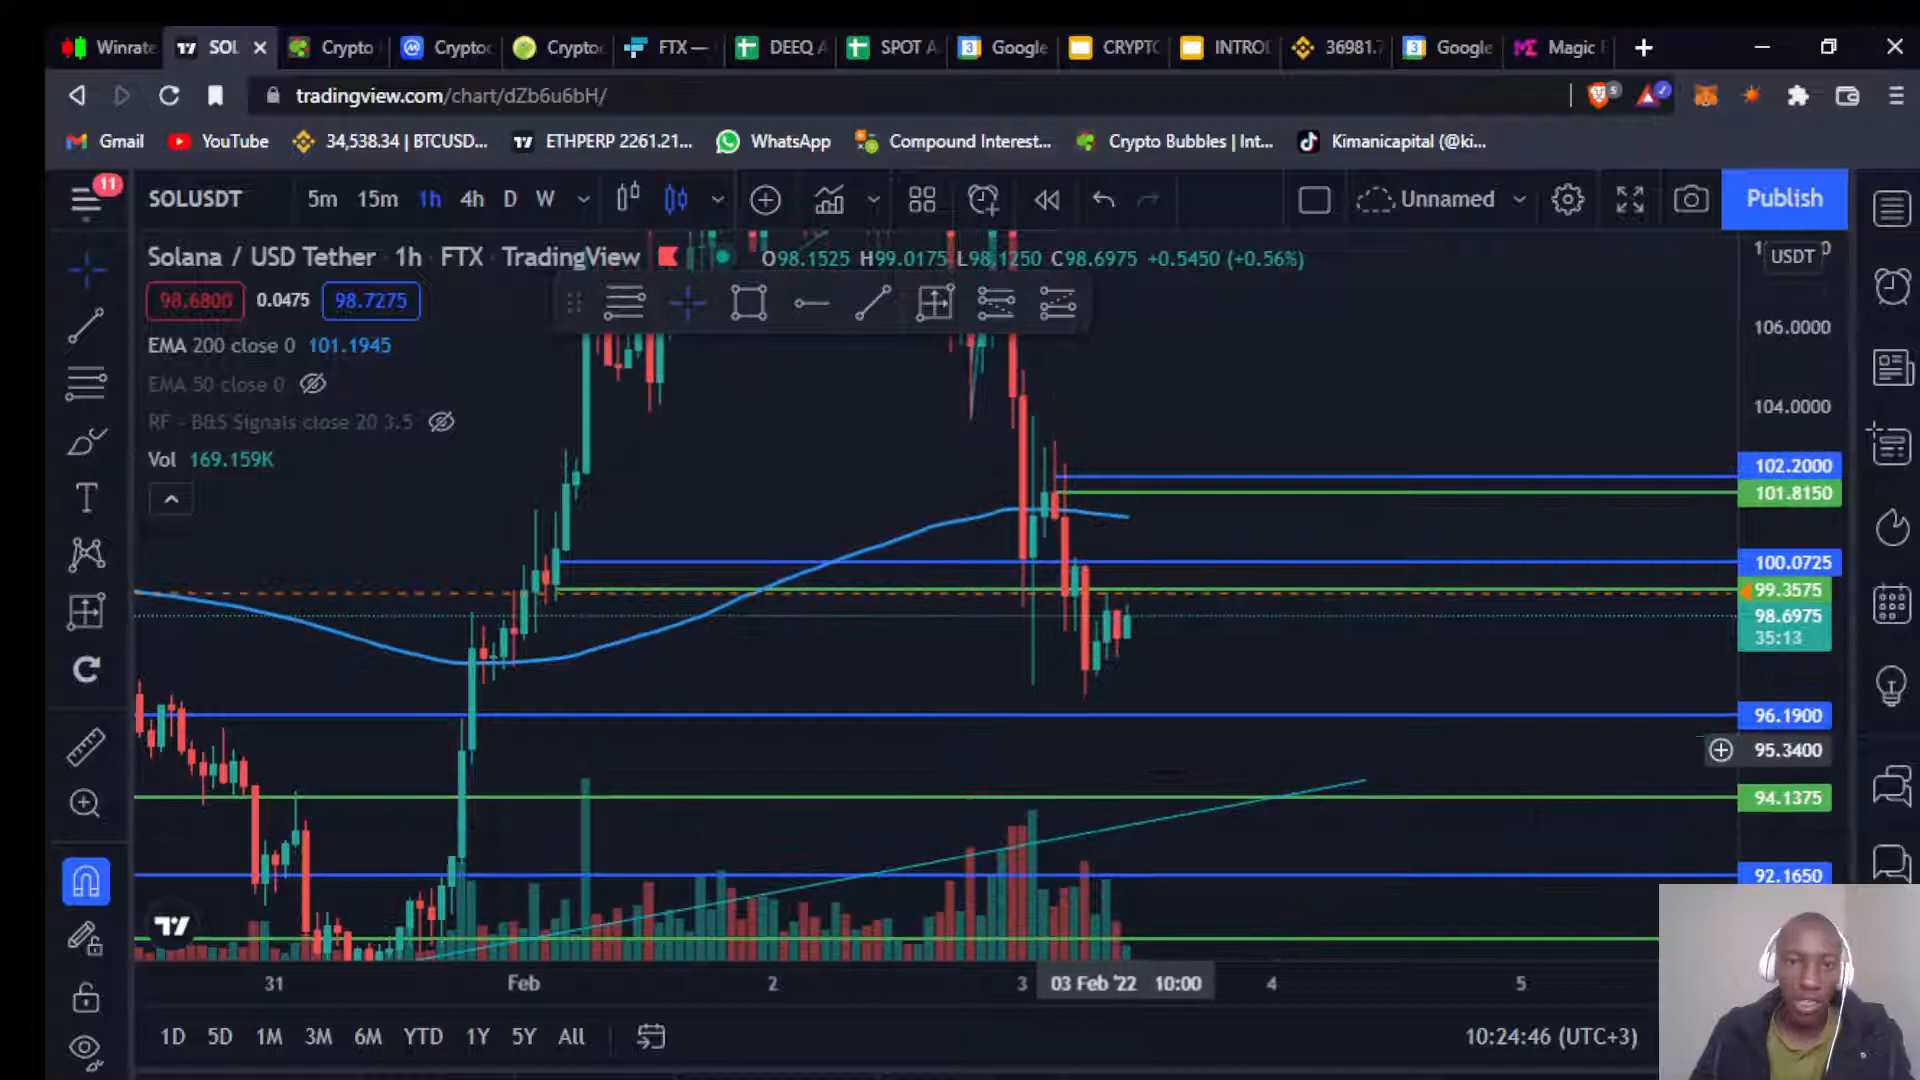 Winrate SOL Crypto Cryptoc Cryptoc FTX — DEEQ A SPOT A Google CRYPTC INTROI 36981.7 Google Magic E
tradingview.com/chart/dZb6u6bH/ 5
Gmail YouTube 34,538.34 | BTCUSD... ETHPERP 2261.21... WhatsApp Compound Interest... Crypto Bubbles | Int... Kimanicapital (@ki...
11 SOLUSDT 5m 15m 1h 4h D W Unnamed Publish
Solana / USD Tether · 1h · FTX · TradingView O98.1525 H99.0175 L98.1250 C98.6975 +0.5450 (+0.56%) USDT
98.6800 0.0475 98.7275
106.0000
EMA 200 close 0 101.1945
EMA 50 close 0
104.0000
RF - B&S Signals close 20 3.5
Vol 169.159K
102.2000
101.8150
100.0725
99.3575
98.6975
35:13
96.1900
95.3400
94.1375
92.1650
31 Feb 2 3 03 Feb '22 10:00 4 5
1D 5D 1M 3M 6M YTD 1Y 5Y All 10:24:46 (UTC+3)